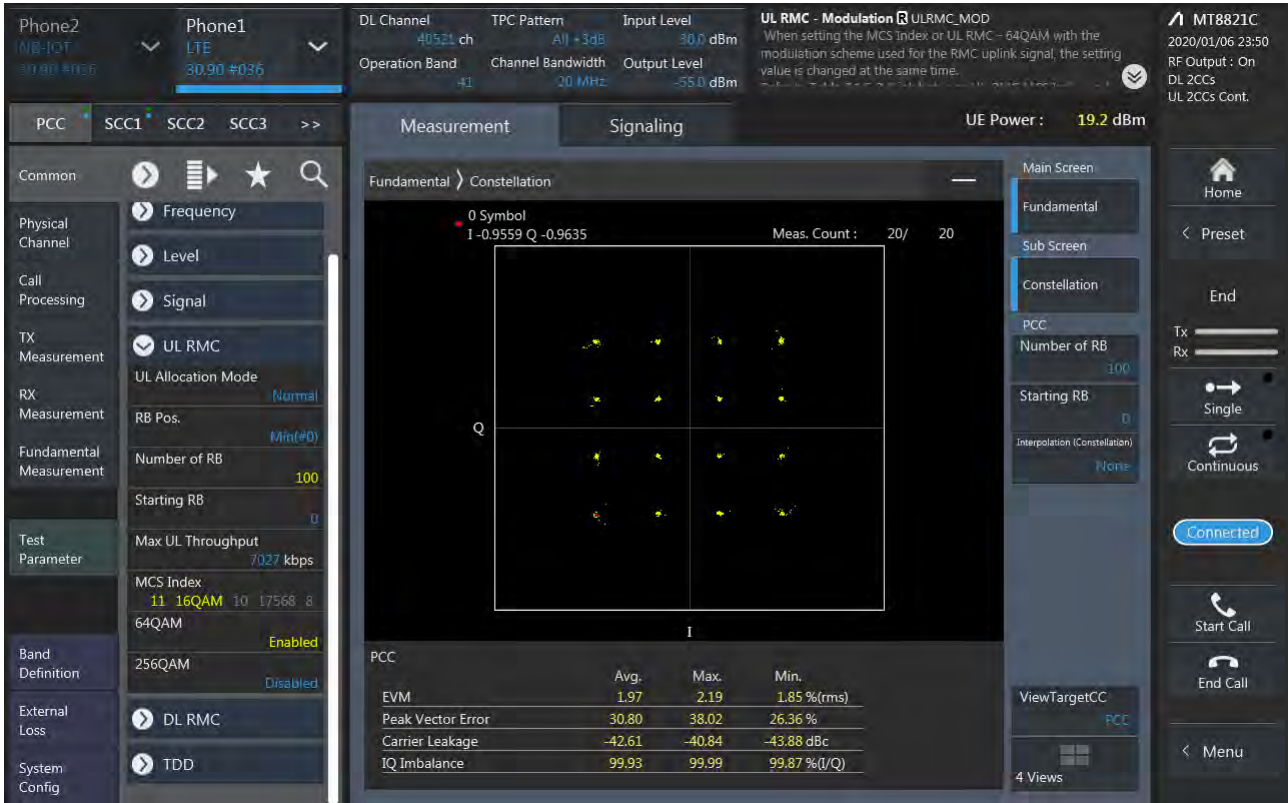 Phone2
NB-IOT
30.90 #036
Phone1
LTE
30.90 #036
DL Channel
40521 ch
TPC Pattern
All +3dB
Input Level
30.0 dBm
Operation Band
41
Channel Bandwidth
20 MHz
Output Level
-55.0 dBm
UL RMC - Modulation R ULRMC_MOD
When setting the MCS Index or UL RMC - 64QAM with the
modulation scheme used for the RMC uplink signal, the setting
value is changed at the same time.
MT8821C
2020/01/06 23:50
RF Output : On
DL 2CCs
UL 2CCs Cont.
PCC
SCC1
SCC2
SCC3
>>
Measurement
Signaling
UE Power : 19.2 dBm
Common
Physical
Channel
Call
Processing
TX
Measurement
RX
Measurement
Fundamental
Measurement
Test
Parameter
Band
Definition
External
Loss
System
Config
Frequency
Level
Signal
UL RMC
UL Allocation Mode
Normal
RB Pos.
Min(#0)
Number of RB
100
Starting RB
0
Max UL Throughput
7027 kbps
MCS Index
11 16QAM 10 17568 8
64QAM
Enabled
256QAM
Disabled
DL RMC
TDD
Fundamental 〉 Constellation
0 Symbol
I -0.9559 Q -0.9635
Meas. Count : 20/ 20
Q
I
PCC
Avg. Max. Min.
EVM 1.97 2.19 1.85 %(rms)
Peak Vector Error 30.80 38.02 26.36 %
Carrier Leakage -42.61 -40.84 -43.88 dBc
IQ Imbalance 99.93 99.99 99.87 %(I/Q)
Main Screen
Fundamental
Sub Screen
Constellation
PCC
Number of RB
100
Starting RB
0
Interpolation (Constellation)
None
ViewTargetCC
PCC
4 Views
Home
< Preset
End
Tx
Rx
Single
Continuous
Connected
Start Call
End Call
< Menu